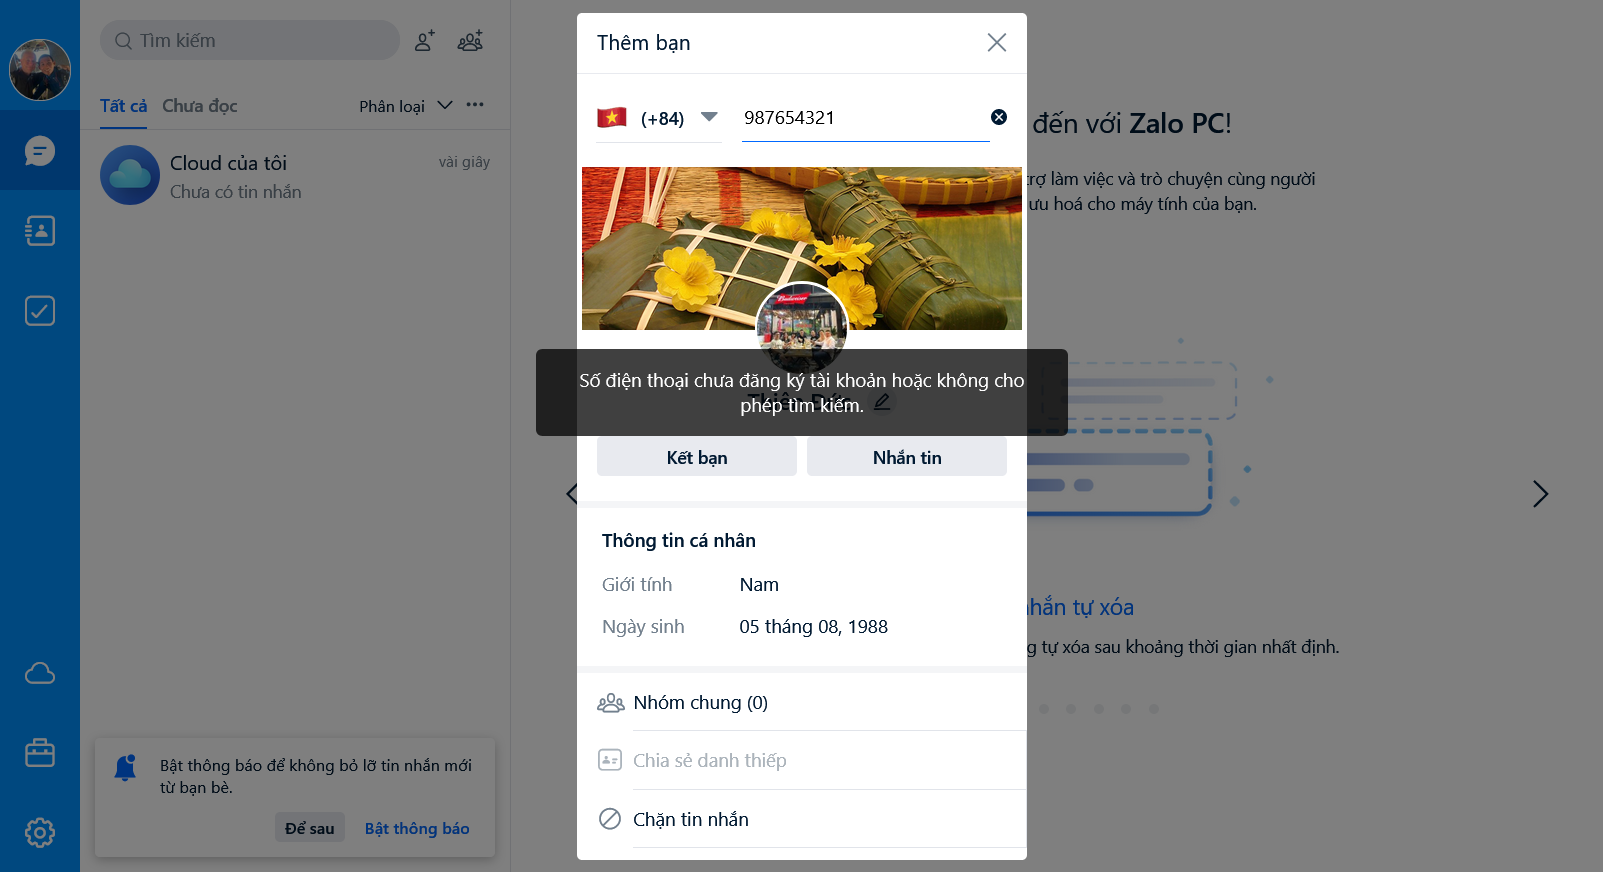 Tìm kiếm
Tất cả
Chưa đọc
Phân loại
Cloud của tôi
vài giây
Chưa có tin nhắn
Bật thông báo để không bỏ lỡ tin nhắn mới
từ bạn bè.
Để sau
Bật thông báo
Thêm bạn
(+84)
987654321
Số điện thoại chưa đăng ký tài khoản hoặc không cho
phép tìm kiếm.
Kết bạn
Nhắn tin
Thông tin cá nhân
Giới tính
Nam
Ngày sinh
05 tháng 08, 1988
Nhóm chung (0)
Chia sẻ danh thiếp
Chặn tin nhắn
đến với Zalo PC!
trợ làm việc và trò chuyện cùng người
ưu hoá cho máy tính của bạn.
nhắn tự xóa
tự xóa sau khoảng thời gian nhất định.